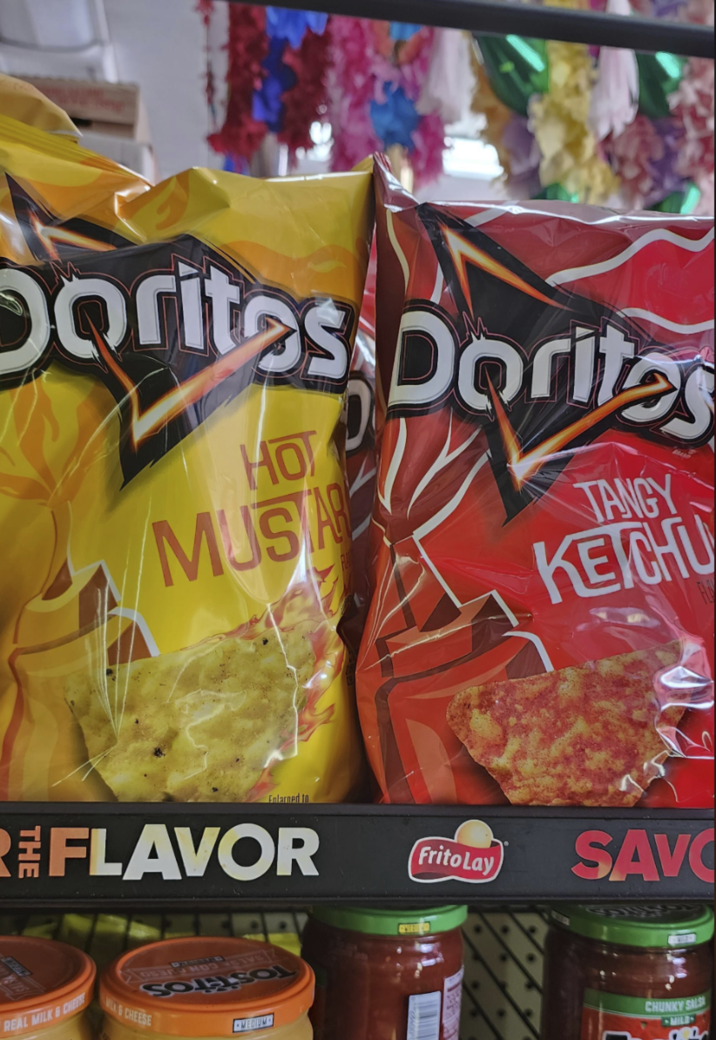 Doritos
HOT
MUSTAR
Doritos
TANGY
KETCHU
Enlarged to
R THE FLAVOR
FritoLay
SAVO
REAL MILK & CHEESE
TOSTITOS
& CHEESE
MEDIUM
CHUNKY SALSA
MILD